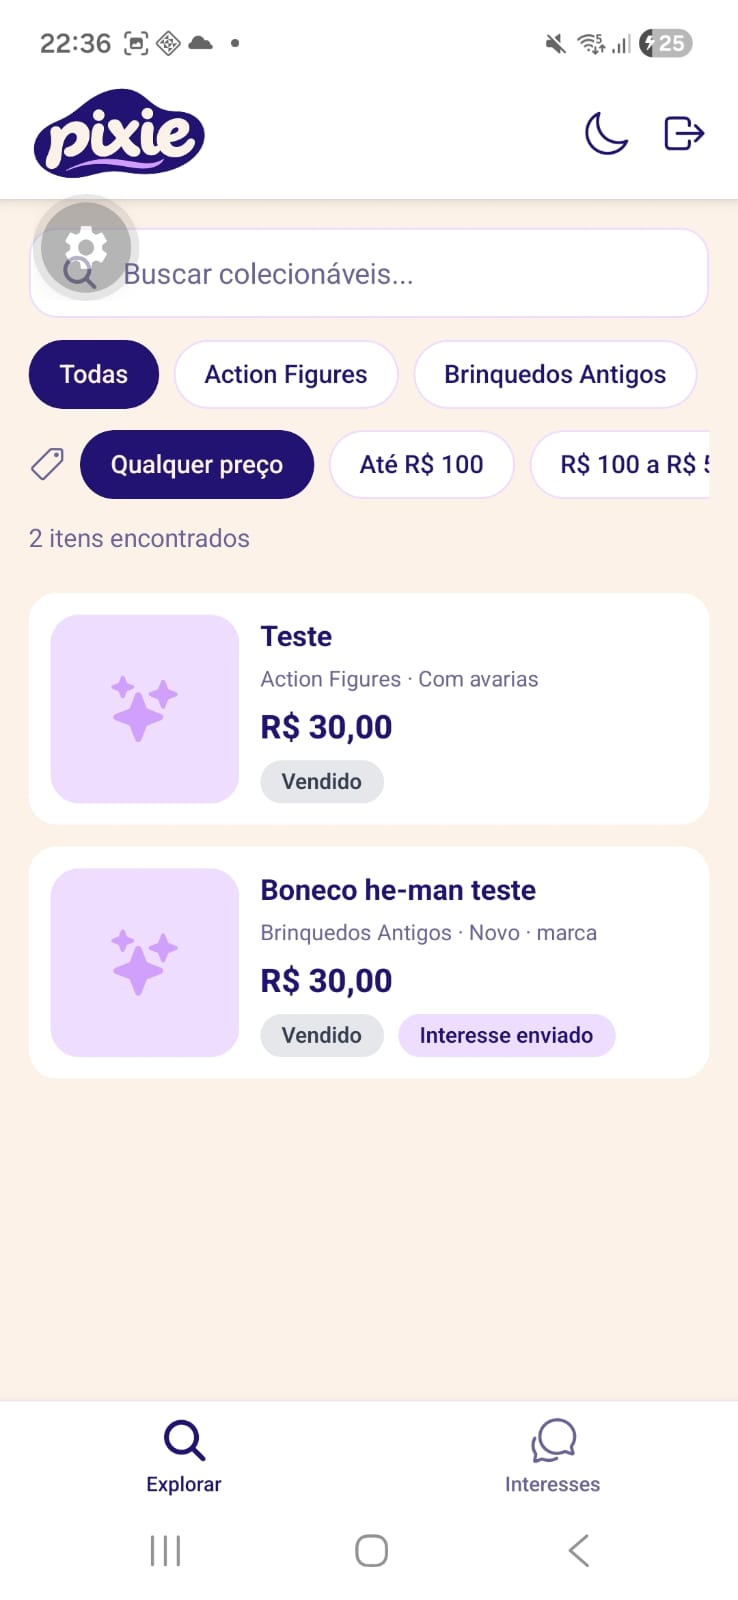 22:36
25
pixie
Buscar colecionáveis...
Todas
Action Figures
Brinquedos Antigos
Qualquer preço
Até R$ 100
R$ 100 a R$
2 itens encontrados
Teste
Action Figures · Com avarias
R$ 30,00
Vendido
Boneco he-man teste
Brinquedos Antigos · Novo · marca
R$ 30,00
Vendido
Interesse enviado
Explorar
Interesses